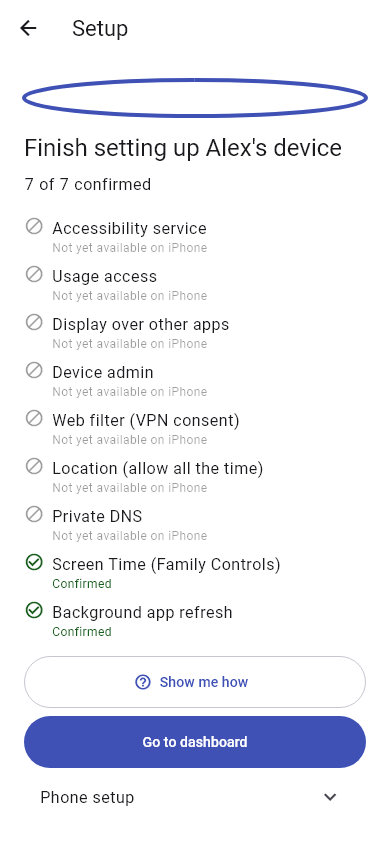 Setup
Finish setting up Alex's device
7 of 7 confirmed
Accessibility service
Not yet available on iPhone
Usage access
Not yet available on iPhone
Display over other apps
Not yet available on iPhone
Device admin
Not yet available on iPhone
Web filter (VPN consent)
Not yet available on iPhone
Location (allow all the time)
Not yet available on iPhone
Private DNS
Not yet available on iPhone
Screen Time (Family Controls)
Confirmed
Background app refresh
Confirmed
Show me how
Go to dashboard
Phone setup